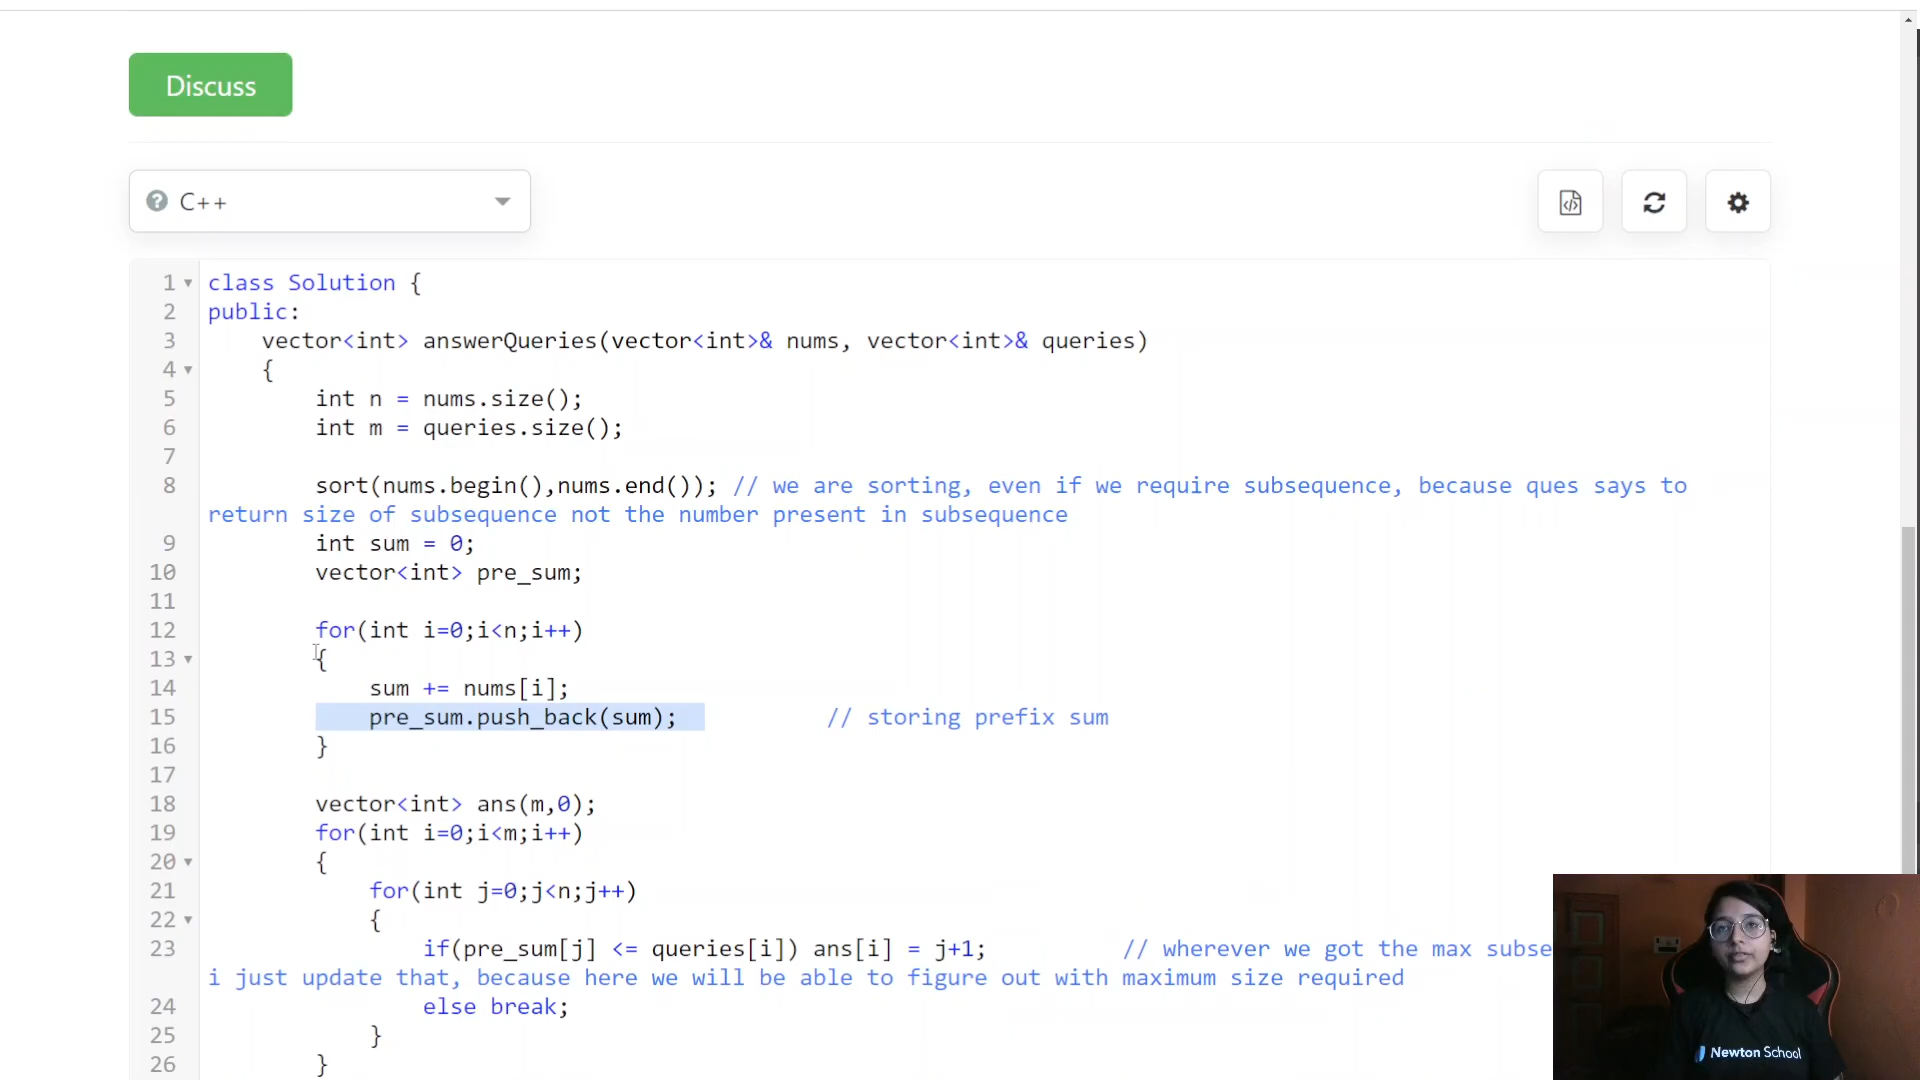 Discuss
C++
1 class Solution {
2 public:
3 vector<int> answerQueries(vector<int>& nums, vector<int>& queries)
4 {
5 int n = nums.size();
6 int m = queries.size();
7
8 sort(nums.begin(),nums.end()); // we are sorting, even if we require subsequence, because ques says to
return size of subsequence not the number present in subsequence
9 int sum = 0;
10 vector<int> pre_sum;
11
12 for(int i=0;i<n;i++)
13 {
14 sum += nums[i];
15 pre_sum.push_back(sum); // storing prefix sum
16 }
17
18 vector<int> ans(m,0);
19 for(int i=0;i<m;i++)
20 {
21 for(int j=0;j<n;j++)
22 {
23 if(pre_sum[j] <= queries[i]) ans[i] = j+1; // wherever we got the max subse
i just update that, because here we will be able to figure out with maximum size required
24 else break;
25 }
26 }
Newton School